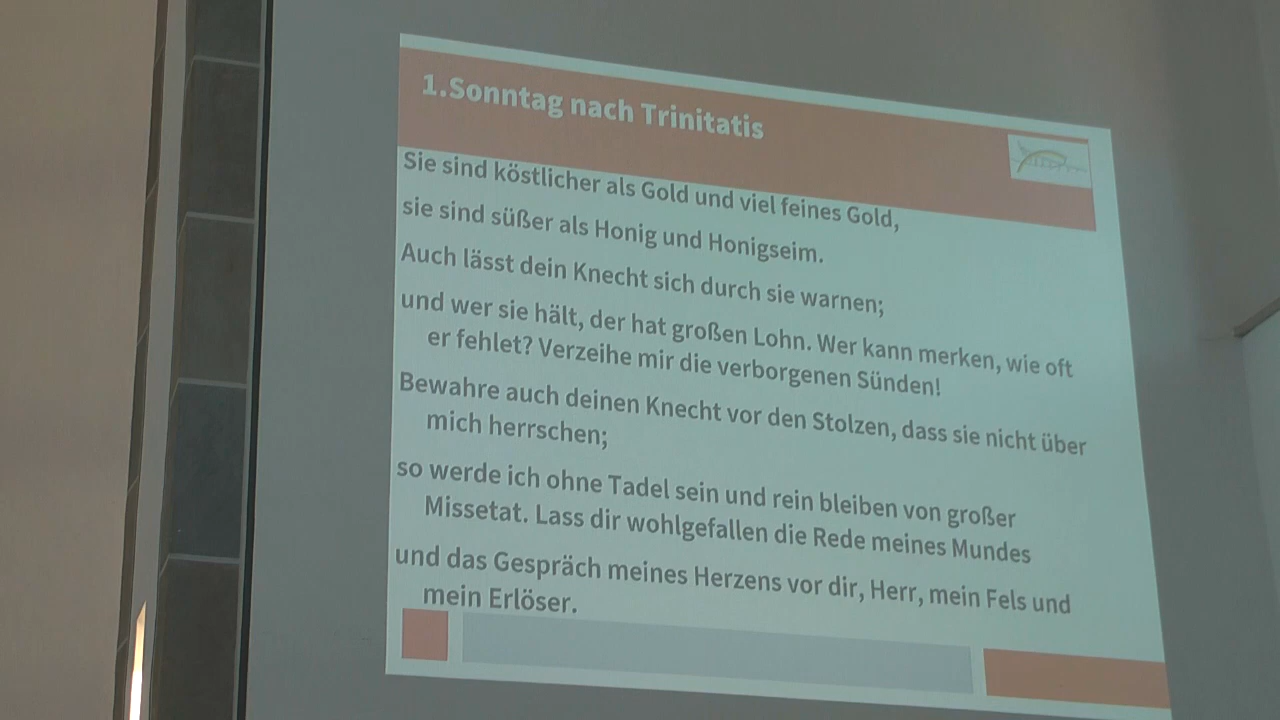 1.Sonntag nach Trinitatis
Sie sind köstlicher als Gold und viel feines Gold,
sie sind süßer als Honig und Honigseim.
Auch lässt dein Knecht sich durch sie warnen;
und wer sie hält, der hat großen Lohn. Wer kann merken, wie oft
er fehlet? Verzeihe mir die verborgenen Sünden!
Bewahre auch deinen Knecht vor den Stolzen, dass sie nicht über
mich herrschen;
so werde ich ohne Tadel sein und rein bleiben von großer
Missetat. Lass dir wohlgefallen die Rede meines Mundes
und das Gespräch meines Herzens vor dir, Herr, mein Fels und
mein Erlöser.